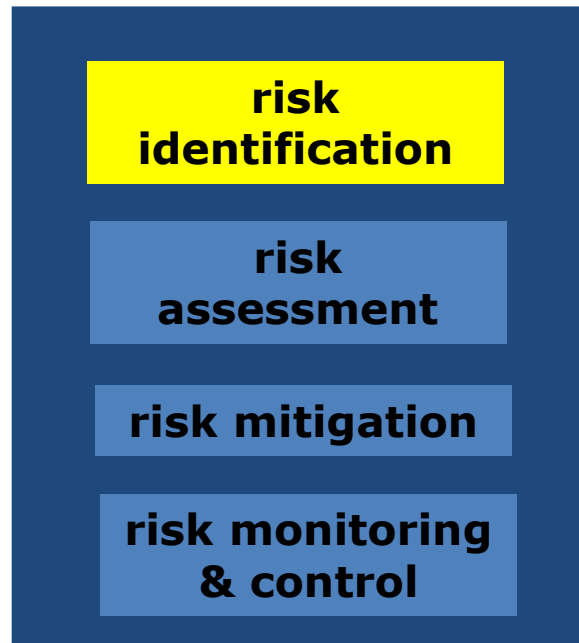 risk
identification
risk
assessment
risk mitigation
risk monitoring
& control